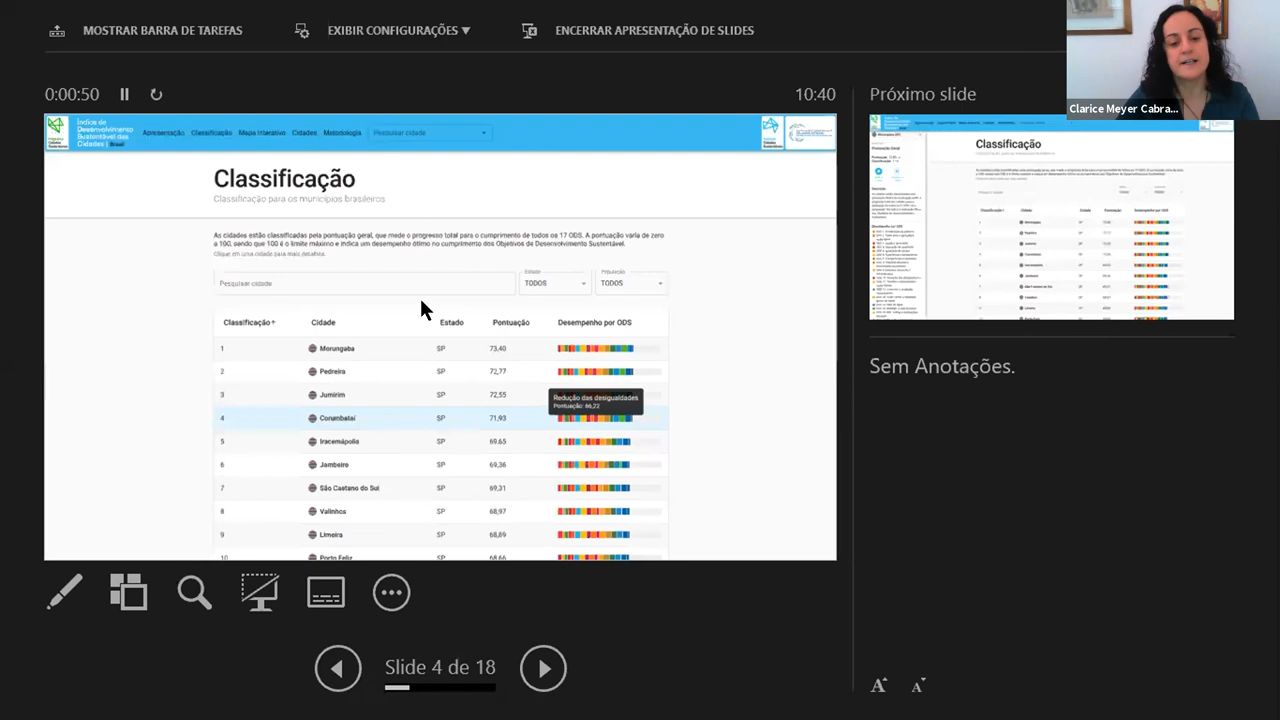 MOSTRAR BARRA DE TAREFAS
EXIBIR CONFIGURAÇÕES ▼
ENCERRAR APRESENTAÇÃO DE SLIDES
Clarice Meyer Cabra...
0:00:50
10:40
Próximo slide
Índice de
Desenvolvimento
Sustentável das
Cidades | Brasil
Apresentação
Classificação
Mapa Interativo
Cidades
Metodologia
Pesquisar cidade
Classificação
Classificação para os municípios brasileiros
As cidades estão classificadas pela pontuação geral, que mede o progresso total para o cumprimento de todos os 17 ODS. A pontuação varia de zero
a 100, sendo que 100 é o limite máximo e indica um desempenho ótimo no cumprimento dos Objetivos de Desenvolvimento Sustentável.
Clique em uma cidade para mais detalhes.
Pesquisar cidade
Estado
TODOS
População
TODOS
Classificação↑ Cidade Estado Pontuação Desempenho por ODS
1 Morungaba SP 73,40
2 Pedreira SP 72,77
3 Jumirim SP 72,55
Redução das desigualdades
Pontuação: 66,22
4 Corumbataí SP 71,93
5 Iracemápolis SP 69,65
6 Jambeiro SP 69,36
7 São Caetano do Sul SP 69,31
8 Valinhos SP 68,97
9 Limeira SP 68,89
10 Porto Feliz SP 68,66
Classificação
Sem Anotações.
Slide 4 de 18
A A